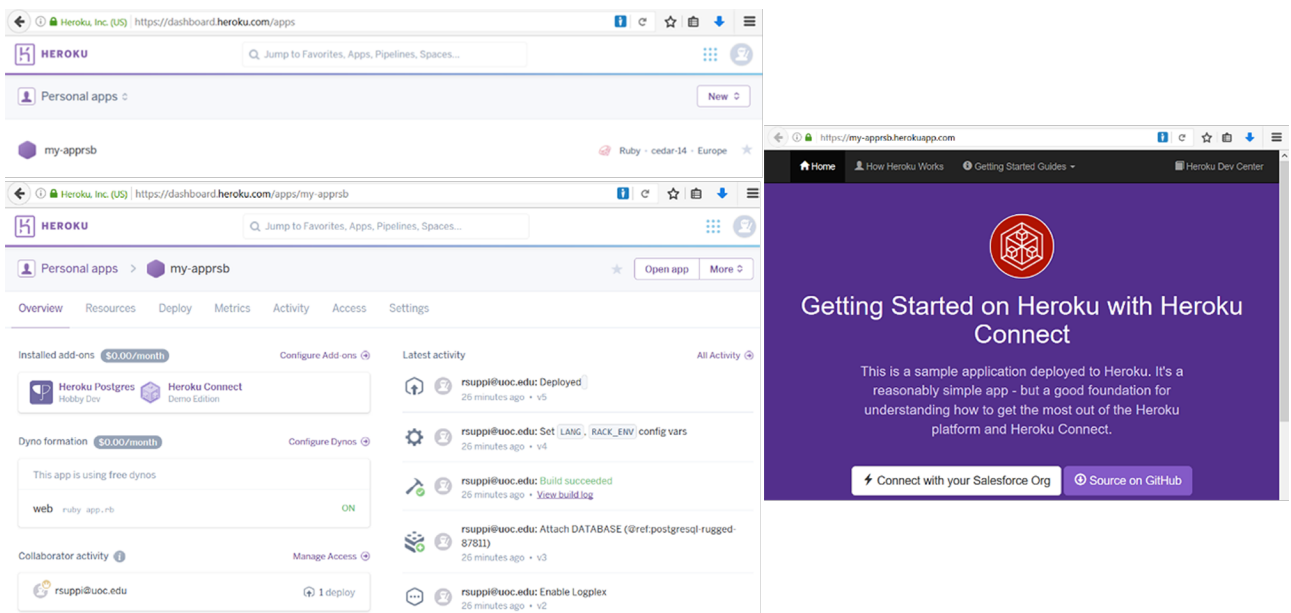 Heroku, Inc. (US) https://dashboard.heroku.com/apps
HEROKU
Jump to Favorites, Apps, Pipelines, Spaces...
Personal apps
New
my-apprsb
Ruby · cedar-14 · Europe
Heroku, Inc. (US) https://dashboard.heroku.com/apps/my-apprsb
HEROKU
Jump to Favorites, Apps, Pipelines, Spaces...
Personal apps > my-apprsb
Open app
More
Overview Resources Deploy Metrics Activity Access Settings
Installed add-ons $0.00/month Configure Add-ons
Heroku Postgres
Hobby Dev
Heroku Connect
Demo Edition
Dyno formation $0.00/month Configure Dynos
This app is using free dynos
web ruby app.rb ON
Collaborator activity Manage Access
rsuppi@uoc.edu 1 deploy
Latest activity All Activity
rsuppi@uoc.edu: Deployed
26 minutes ago · v5
rsuppi@uoc.edu: Set LANG, RACK_ENV config vars
26 minutes ago · v4
rsuppi@uoc.edu: Build succeeded
26 minutes ago · View build log
rsuppi@uoc.edu: Attach DATABASE (@ref:postgresql-rugged-
87811)
26 minutes ago · v3
rsuppi@uoc.edu: Enable Logplex
26 minutes ago · v2
https://my-apprsb.herokuapp.com
Home How Heroku Works Getting Started Guides Heroku Dev Center
Getting Started on Heroku with Heroku
Connect
This is a sample application deployed to Heroku. It's a
reasonably simple app - but a good foundation for
understanding how to get the most out of the Heroku
platform and Heroku Connect.
Connect with your Salesforce Org
Source on GitHub